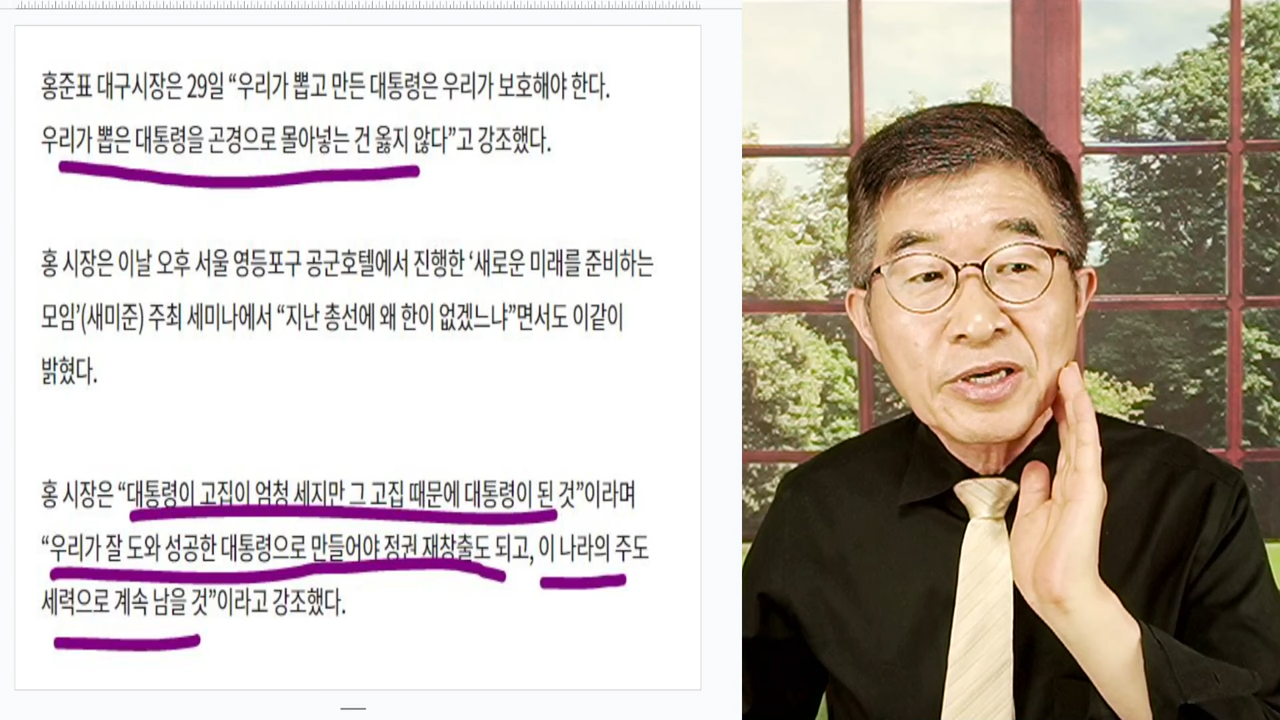 홍준표 대구시장은 29일 “우리가 뽑고 만든 대통령은 우리가 보호해야 한다.
우리가 뽑은 대통령을 곤경으로 몰아넣는 건 옳지 않다”고 강조했다.
홍 시장은 이날 오후 서울 영등포구 공군호텔에서 진행한 ‘새로운 미래를 준비하는
모임’(새미준) 주최 세미나에서 “지난 총선에 왜 한이 없겠느냐”면서도 이같이
밝혔다.
홍 시장은 “대통령이 고집이 엄청 세지만 그 고집 때문에 대통령이 된 것”이라며
“우리가 잘 도와 성공한 대통령으로 만들어야 정권 재창출도 되고, 이 나라의 주도
세력으로 계속 남을 것”이라고 강조했다.